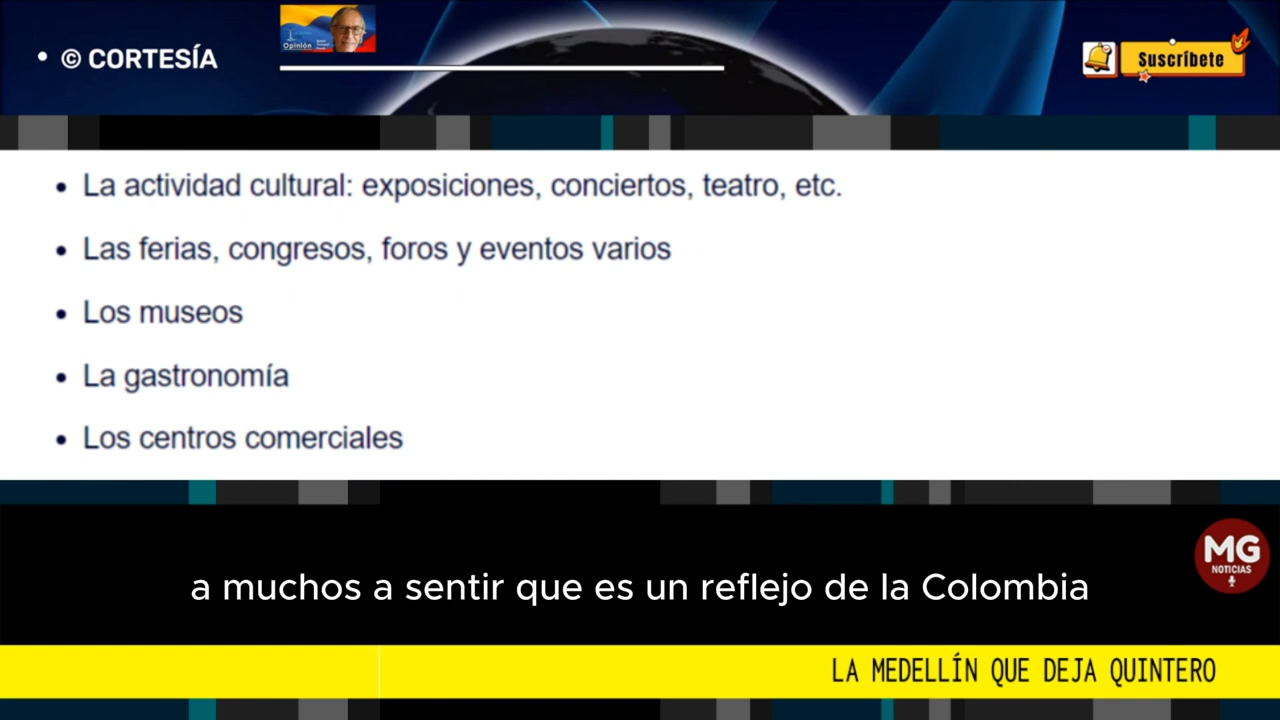 • © CORTESÍA
Opinión
Suscríbete
• La actividad cultural: exposiciones, conciertos, teatro, etc.
• Las ferias, congresos, foros y eventos varios
• Los museos
• La gastronomía
• Los centros comerciales
MG
NOTICIAS
a muchos a sentir que es un reflejo de la Colombia
LA MEDELLÍN QUE DEJA QUINTERO